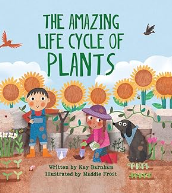 THE AMAZING
LIFE CYCLE OF
PLANTS
Written by Kay Barnham
Illustrated by Maddie Frost